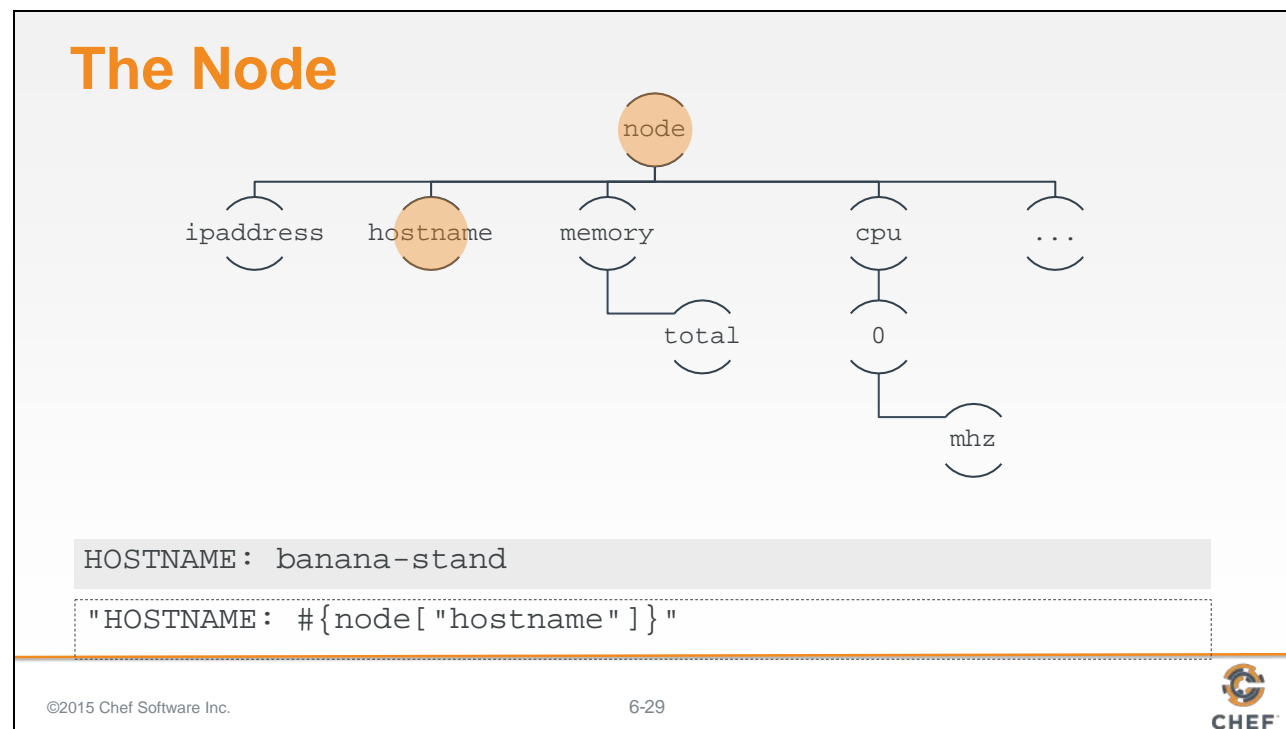 The Node
node
ipaddress hostname memory cpu ...
total 0
mhz
HOSTNAME: banana-stand
"HOSTNAME: #{node["hostname"]}"
©2015 Chef Software Inc. 6-29
CHEF